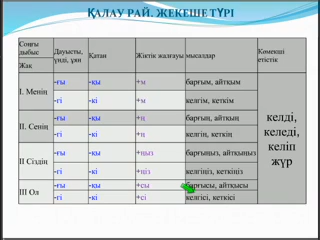 ҚАЛАУ РАЙ. ЖЕКЕШЕ ТҮРІ
Соңғы дыбыс Дауысты, үнді, ұяң Қатаң Жіктік жалғауы мысалдар Көмекші етістік
Жақ
І. Менің -ғы -қы +м барғым, айтқым
-гі -кі +м келгім, кеткім
ІІ. Сенің -ғы -қы +ң барғың, айтқың
-гі -кі +ң келгің, кеткің
ІІ Сіздің -ғы -қы +ңыз барғыңыз, айтқыңыз
-гі -кі +ңіз келгіңіз, кеткіңіз
ІІІ Ол -ғы -қы +сы барғысы, айтқысы
-гі -кі +сі келгісі, кеткісі
келді,
келеді,
келіп
жүр